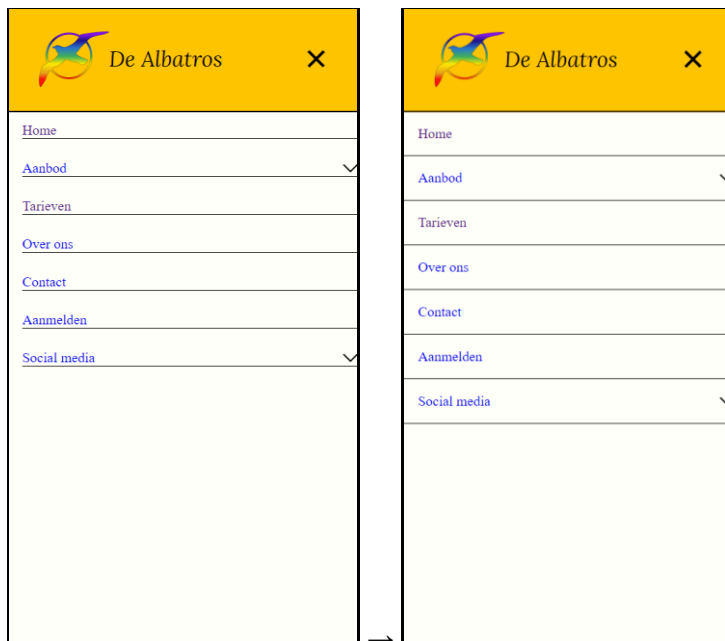 De Albatros
Home
Aanbod
Tarieven
Over ons
Contact
Aanmelden
Social media
De Albatros
Home
Aanbod
Tarieven
Over ons
Contact
Aanmelden
Social media